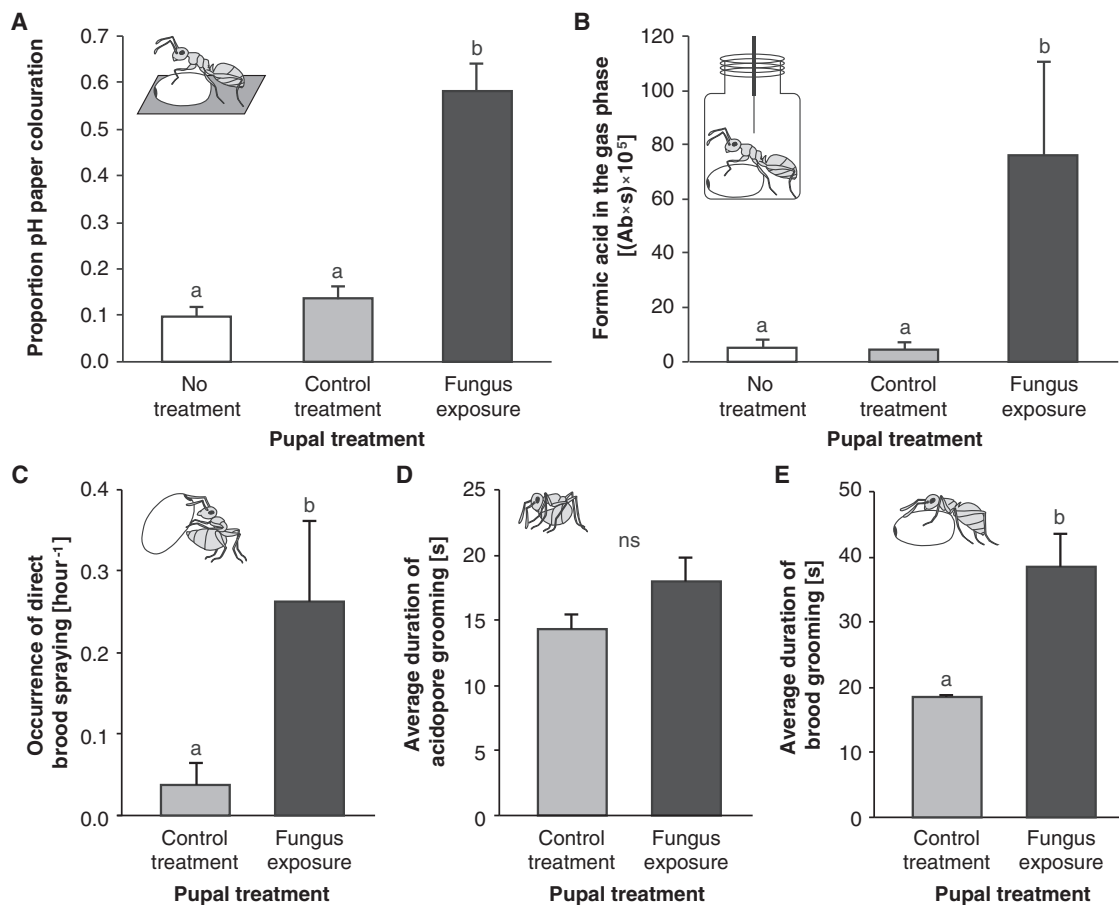 A
Proportion pH paper colouration
0.7
0.6
0.5
0.4
0.3
0.2
0.1
0.0
a
a
b
No treatment
Control treatment
Fungus exposure
Pupal treatment
B
Formic acid in the gas phase
[(Ab×s)×10⁵]
120
100
80
60
40
20
0
a
a
b
No treatment
Control treatment
Fungus exposure
Pupal treatment
C
Occurrence of direct
brood spraying [hour⁻¹]
0.4
0.3
0.2
0.1
0.0
a
b
Control treatment
Fungus exposure
Pupal treatment
D
Average duration of
acidopore grooming [s]
25
20
15
10
5
0
ns
Control treatment
Fungus exposure
Pupal treatment
E
Average duration of
brood grooming [s]
50
40
30
20
10
0
a
b
Control treatment
Fungus exposure
Pupal treatment